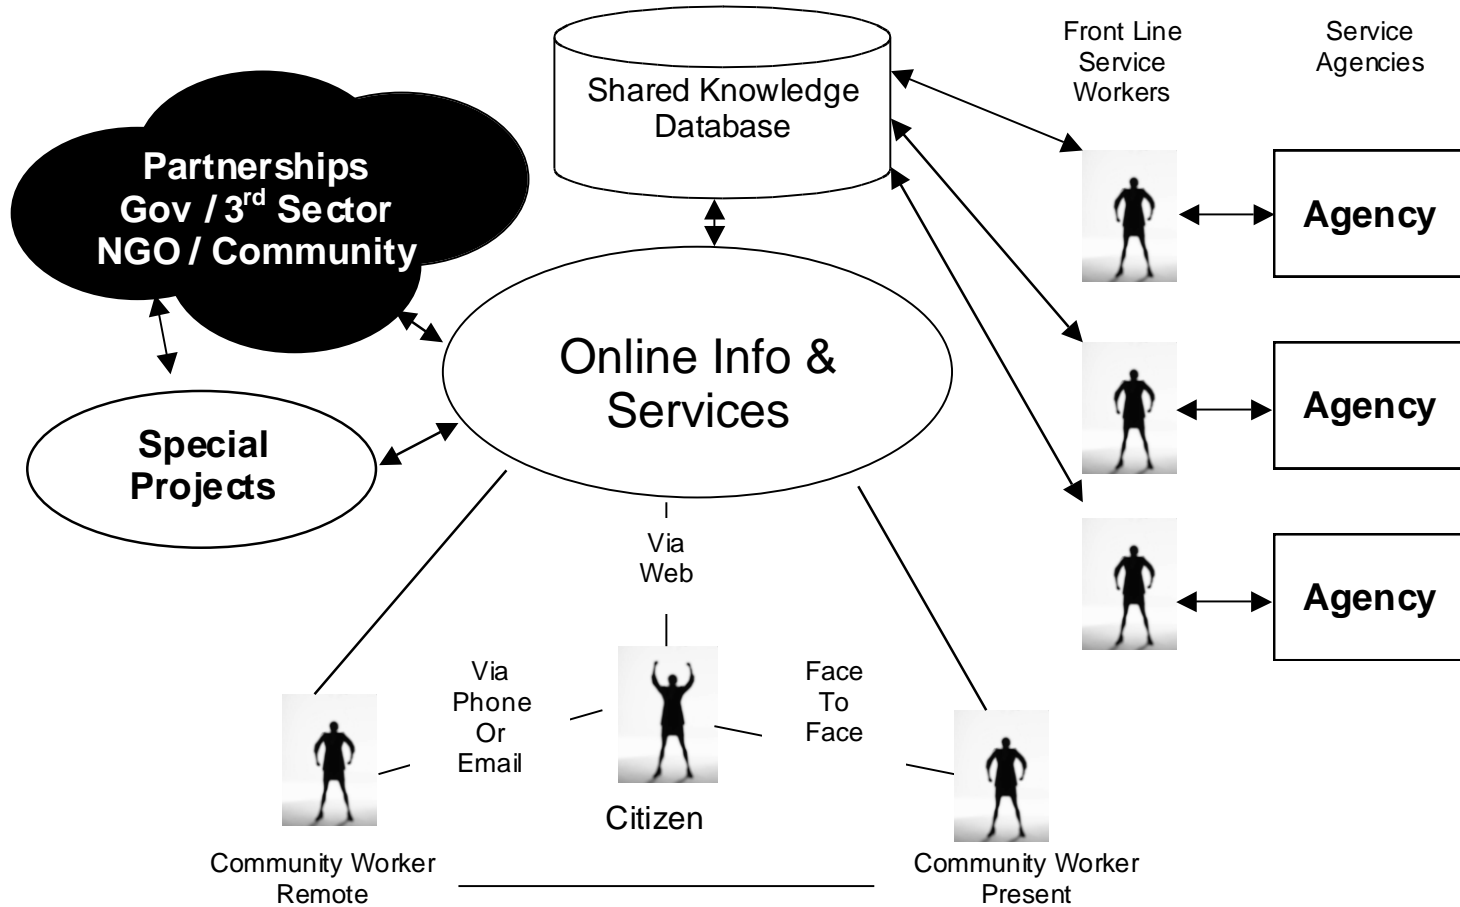 Front Line
Service
Workers
Service
Agencies
Shared Knowledge
Database
Partnerships
Gov / 3rd Sector
NGO / Community
Agency
Online Info &
Services
Agency
Special
Projects
Via
Web
Agency
Via
Phone
Or
Email
Face
To
Face
Citizen
Community Worker
Remote
Community Worker
Present